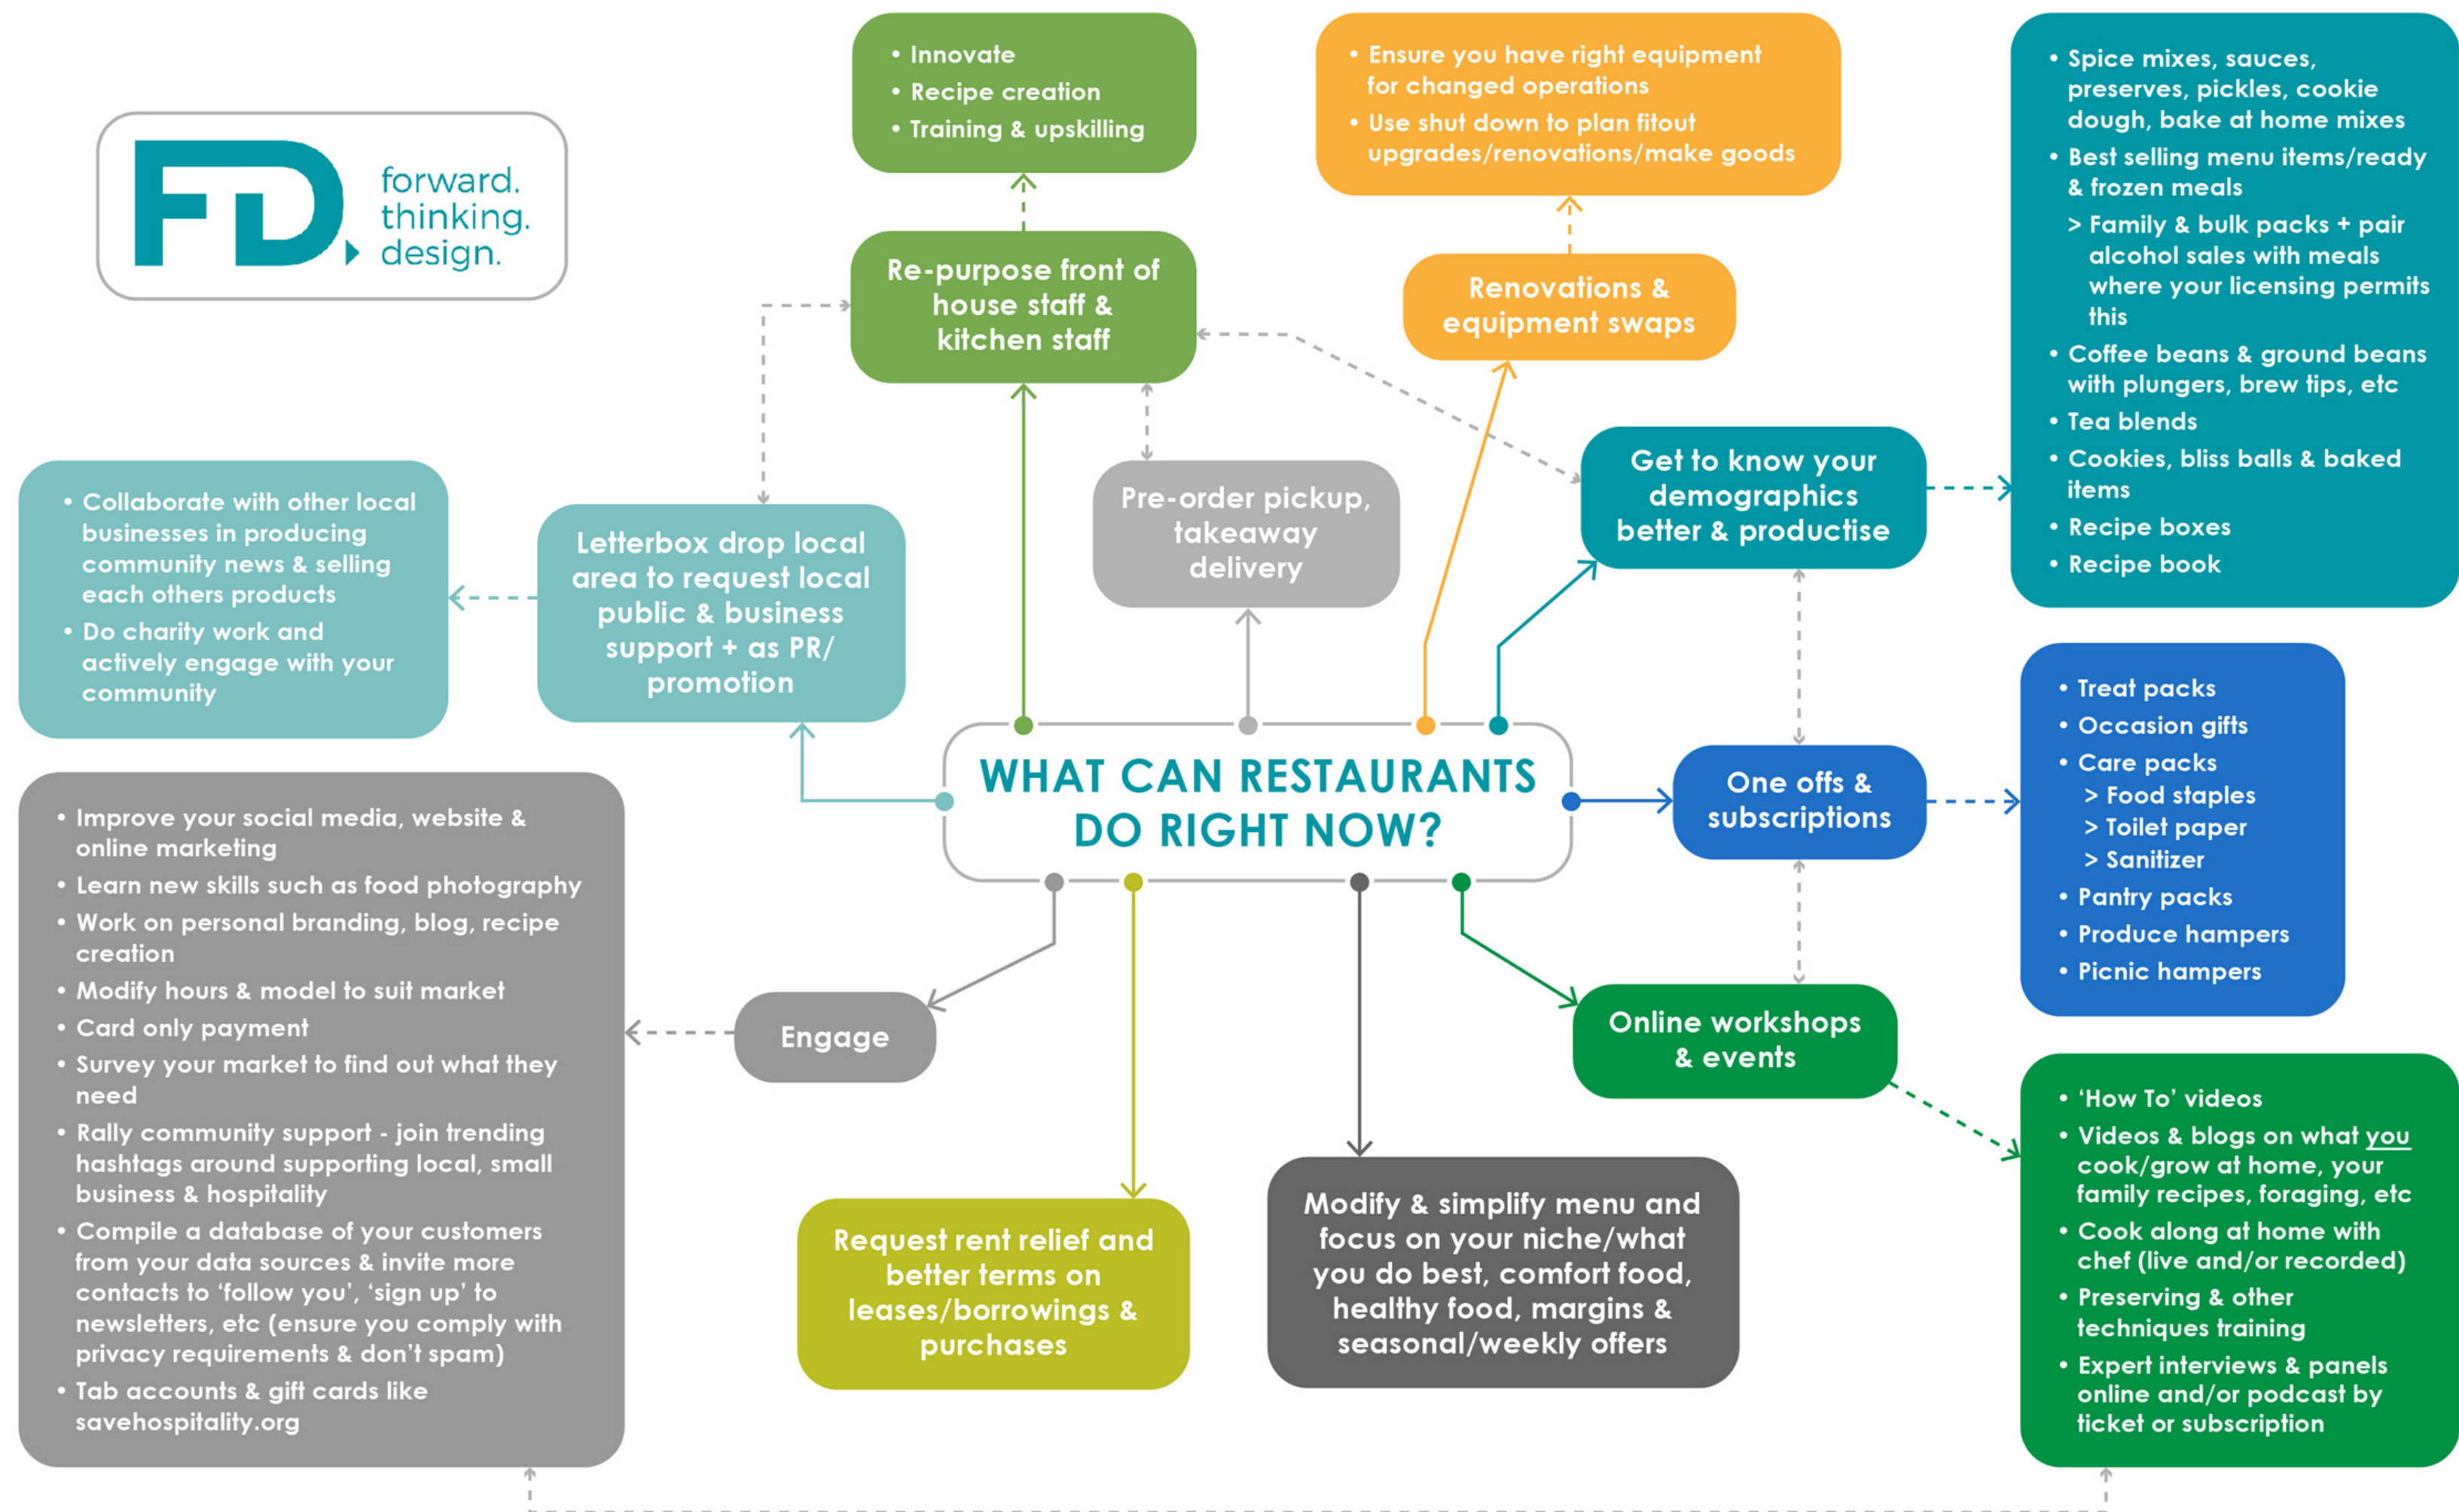 FD.
forward.
thinking.
design.
• Innovate
• Recipe creation
• Training & upskilling
• Ensure you have right equipment
for changed operations
• Use shut down to plan fitout
upgrades/renovations/make goods
• Spice mixes, sauces,
preserves, pickles, cookie
dough, bake at home mixes
• Best selling menu items/ready
& frozen meals
> Family & bulk packs + pair
alcohol sales with meals
where your licensing permits
this
• Coffee beans & ground beans
with plungers, brew tips, etc
• Tea blends
• Cookies, bliss balls & baked
items
• Recipe boxes
• Recipe book
Re-purpose front of
house staff &
kitchen staff
Renovations &
equipment swaps
Get to know your
demographics
better & productise
• Collaborate with other local
businesses in producing
community news & selling
each others products
• Do charity work and
actively engage with your
community
Letterbox drop local
area to request local
public & business
support + as PR/
promotion
Pre-order pickup,
takeaway
delivery
WHAT CAN RESTAURANTS
DO RIGHT NOW?
One offs &
subscriptions
• Treat packs
• Occasion gifts
• Care packs
> Food staples
> Toilet paper
> Sanitizer
• Pantry packs
• Produce hampers
• Picnic hampers
• Improve your social media, website &
online marketing
• Learn new skills such as food photography
• Work on personal branding, blog, recipe
creation
• Modify hours & model to suit market
• Card only payment
• Survey your market to find out what they
need
• Rally community support - join trending
hashtags around supporting local, small
business & hospitality
• Compile a database of your customers
from your data sources & invite more
contacts to ‘follow you’, ‘sign up’ to
newsletters, etc (ensure you comply with
privacy requirements & don’t spam)
• Tab accounts & gift cards like
savehospitality.org
Engage
Request rent relief and
better terms on
leases/borrowings &
purchases
Modify & simplify menu and
focus on your niche/what
you do best, comfort food,
healthy food, margins &
seasonal/weekly offers
Online workshops
& events
• ‘How To’ videos
• Videos & blogs on what you
cook/grow at home, your
family recipes, foraging, etc
• Cook along at home with
chef (live and/or recorded)
• Preserving & other
techniques training
• Expert interviews & panels
online and/or podcast by
ticket or subscription